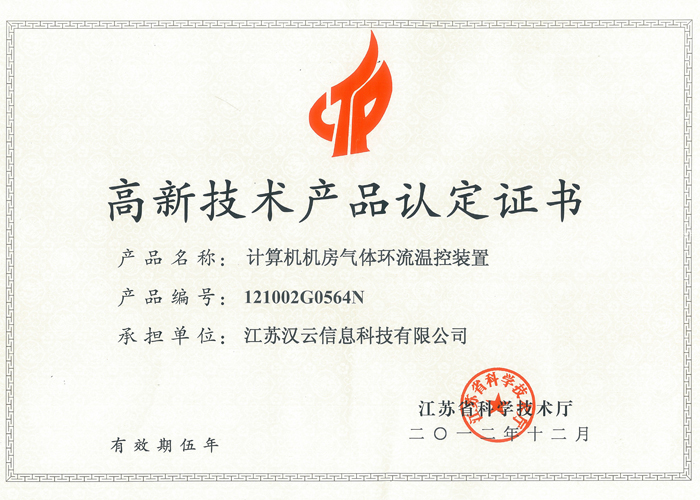 CTP
高新技术产品认定证书
产品名称：计算机机房气体环流温控装置
产品编号：121002G0564N
承担单位：江苏汉云信息科技有限公司
江苏省科学技术厅
江苏省科学技术厅
二〇一二年十二月
有效期伍年